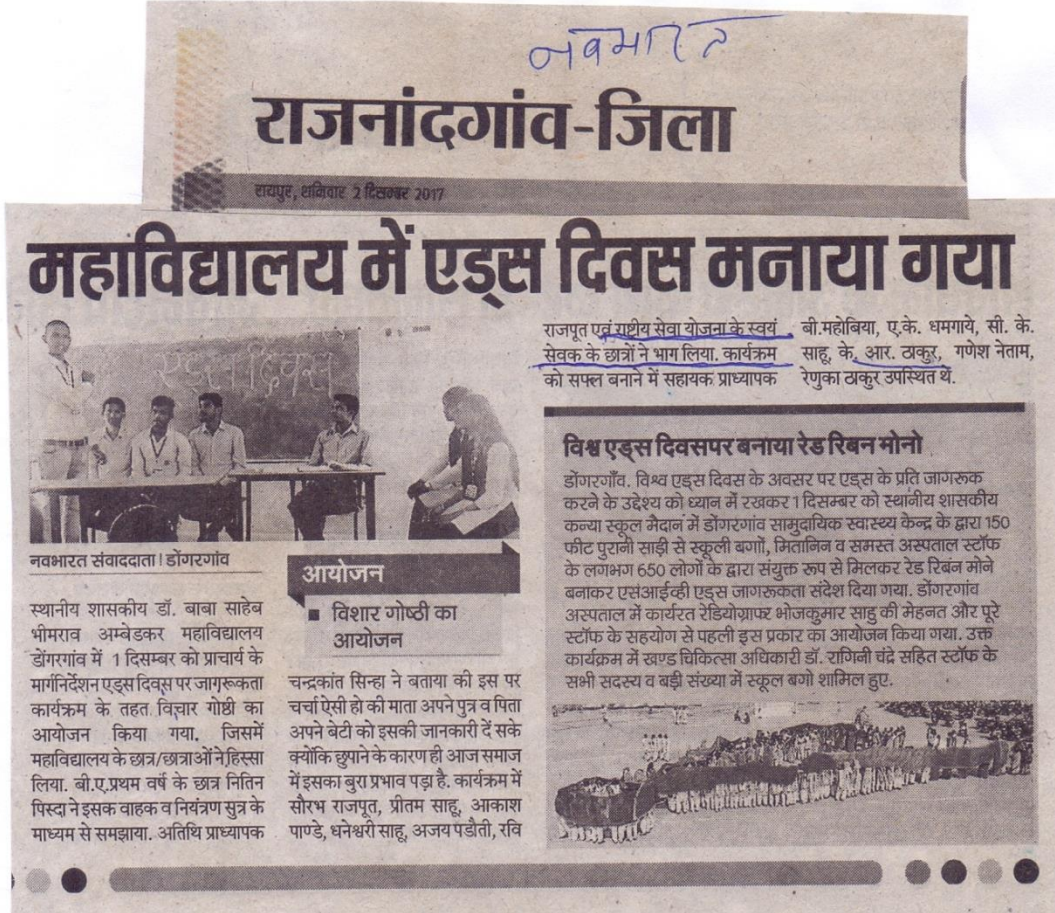 नवभारत
राजनांदगांव-जिला
रायपुर, शनिवार 2 दिसम्बर 2017
महाविद्यालय में एड्स दिवस मनाया गया
एड्स दिवस
नवभारत संवाददाता। डोंगरगांव
स्थानीय शासकीय डॉ. बाबा साहेब
भीमराव अम्बेडकर महाविद्यालय
डोंगरगांव में 1 दिसम्बर को प्राचार्य के
मार्गनिर्देशन एड्स दिवस पर जागरूकता
कार्यक्रम के तहत विचार गोष्ठी का
आयोजन किया गया. जिसमें
महाविद्यालय के छात्र/छात्राओं ने हिस्सा
लिया. बी.ए.प्रथम वर्ष के छात्र नितिन
पिस्दा ने इसक वाहक व नियंत्रण सुत्र के
माध्यम से समझाया. अतिथि प्राध्यापक
आयोजन
■ विशार गोष्ठी का
आयोजन
चन्द्रकांत सिन्हा ने बताया की इस पर
चर्चा ऐसी हो की माता अपने पुत्र व पिता
अपने बेटी को इसकी जानकारी दें सके
क्योंकि छुपाने के कारण ही आज समाज
में इसका बुरा प्रभाव पड़ा है. कार्यक्रम में
सौरभ राजपूत, प्रीतम साहू, आकाश
पाण्डे, धनेश्वरी साहू, अजय पडौती, रवि
राजपूत एवं राष्टीय सेवा योजना के स्वयं
सेवक के छात्रों ने भाग लिया. कार्यक्रम
को सफ्ल बनाने में सहायक प्राध्यापक
बी.महोबिया, ए.के. धमगाये, सी. के.
साहू, के. आर. ठाकुर, गणेश नेताम,
रेणुका ठाकुर उपस्थित थे.
विश्व एड्स दिवसपर बनाया रेड रिबन मोनो
डोंगरगाँव. विश्व एड्स दिवस के अवसर पर एड्स के प्रति जागरूक
करने के उद्देश्य को ध्यान में रखकर 1 दिसम्बर को स्थानीय शासकीय
कन्या स्कूल मैदान में डोंगरगांव सामुदायिक स्वास्थ्य केन्द्र के द्वारा 150
फीट पुरानी साड़ी से स्कूली बगाों, मितानिन व समस्त अस्पताल स्टॉफ
के लगभग 650 लोगों के द्वारा संयुक्त रूप से मिलकर रेड रिबंन मोने
बनाकर एसंआईव्ही एड्स जागरूकता संदेश दिया गया. डोंगरगांव
अस्पताल में कार्यरत रेडियोग्राफ्र भोजकुमार साहु की मेहनत और पूरे
स्टॉफ के सहयोग से पहली इस प्रकार का आयोजन किया गया. उक्त
कार्यक्रम में खण्ड चिकित्सा अधिकारी डॉ. रागिनी चंद्रे सहित स्टॉफ के
सभी सदस्य व बड़ी संख्या में स्कूल बगो शामिल हुए.